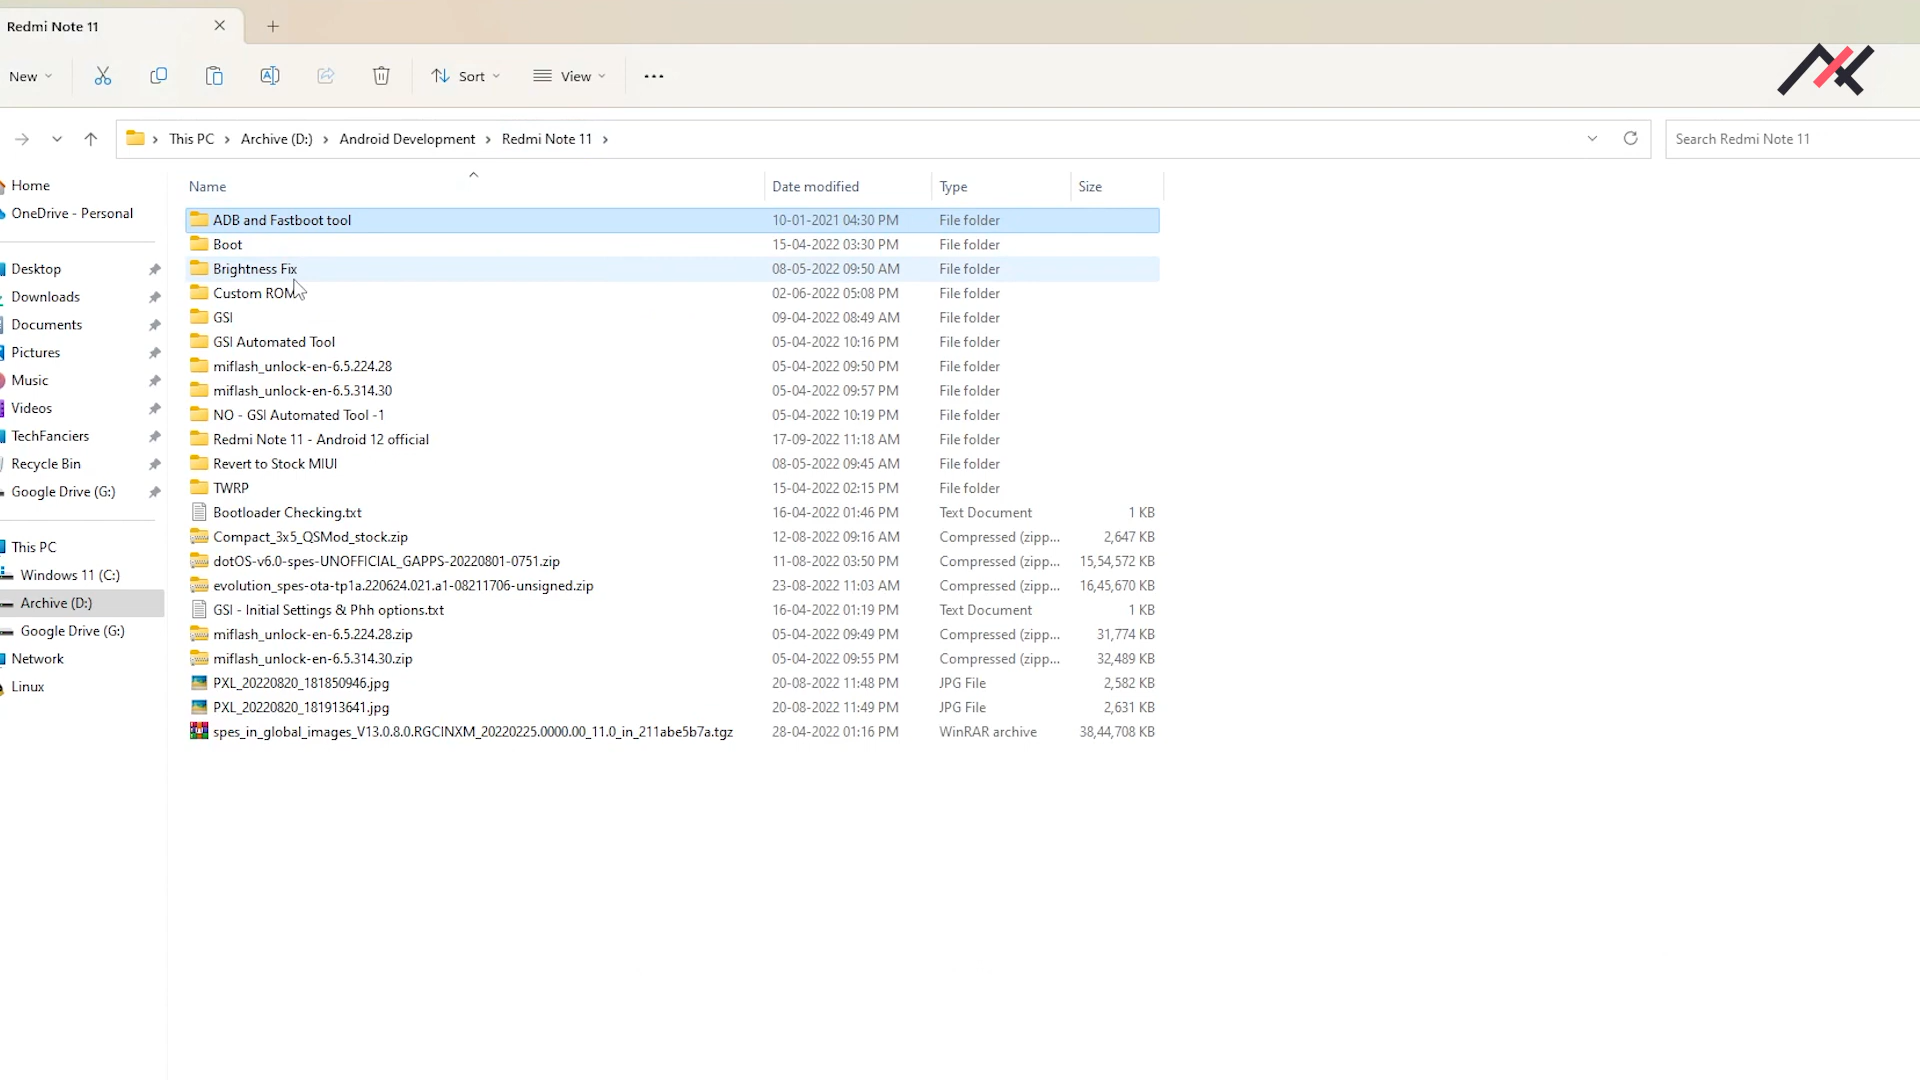 Redmi Note 11
New
Sort
View
This PC
Archive (D:)
Android Development
Redmi Note 11
Search Redmi Note 11
Home
OneDrive - Personal
Desktop
Downloads
Documents
Pictures
Music
Videos
TechFanciers
Recycle Bin
Google Drive (G:)
This PC
Windows 11 (C:)
Archive (D:)
Google Drive (G:)
Network
Linux
Name Date modified Type Size
ADB and Fastboot tool 10-01-2021 04:30 PM File folder
Boot 15-04-2022 03:30 PM File folder
Brightness Fix 08-05-2022 09:50 AM File folder
Custom ROM 02-06-2022 05:08 PM File folder
GSI 09-04-2022 08:49 AM File folder
GSI Automated Tool 05-04-2022 10:16 PM File folder
miflash_unlock-en-6.5.224.28 05-04-2022 09:50 PM File folder
miflash_unlock-en-6.5.314.30 05-04-2022 09:57 PM File folder
NO - GSI Automated Tool -1 05-04-2022 10:19 PM File folder
Redmi Note 11 - Android 12 official 17-09-2022 11:18 AM File folder
Revert to Stock MIUI 08-05-2022 09:45 AM File folder
TWRP 15-04-2022 02:15 PM File folder
Bootloader Checking.txt 16-04-2022 01:46 PM Text Document 1 KB
Compact_3x5_QSMod_stock.zip 12-08-2022 09:16 AM Compressed (zipp... 2,647 KB
dotOS-v6.0-spes-UNOFFICIAL_GAPPS-20220801-0751.zip 11-08-2022 03:50 PM Compressed (zipp... 15,54,572 KB
evolution_spes-ota-tp1a.220624.021.a1-08211706-unsigned.zip 23-08-2022 11:03 AM Compressed (zipp... 16,45,670 KB
GSI - Initial Settings & Phh options.txt 16-04-2022 01:19 PM Text Document 1 KB
miflash_unlock-en-6.5.224.28.zip 05-04-2022 09:49 PM Compressed (zipp... 31,774 KB
miflash_unlock-en-6.5.314.30.zip 05-04-2022 09:55 PM Compressed (zipp... 32,489 KB
PXL_20220820_181850946.jpg 20-08-2022 11:48 PM JPG File 2,582 KB
PXL_20220820_181913641.jpg 20-08-2022 11:49 PM JPG File 2,631 KB
spes_in_global_images_V13.0.8.0.RGCINXM_20220225.0000.00_11.0_in_211abe5b7a.tgz 28-04-2022 01:16 PM WinRAR archive 38,44,708 KB